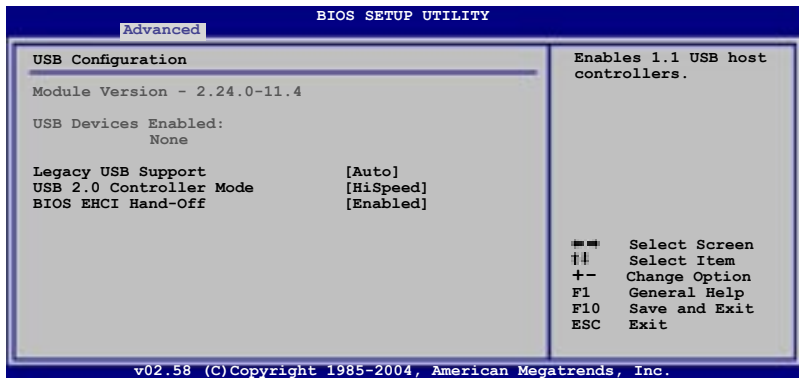 BIOS SETUP UTILITY
Advanced
USB Configuration
Module Version - 2.24.0-11.4
USB Devices Enabled:
None
Legacy USB Support [Auto]
USB 2.0 Controller Mode [HiSpeed]
BIOS EHCI Hand-Off [Enabled]
Enables 1.1 USB host
controllers.
Select Screen
↑↓ Select Item
+- Change Option
F1 General Help
F10 Save and Exit
ESC Exit
v02.58 (C)Copyright 1985-2004, American Megatrends, Inc.